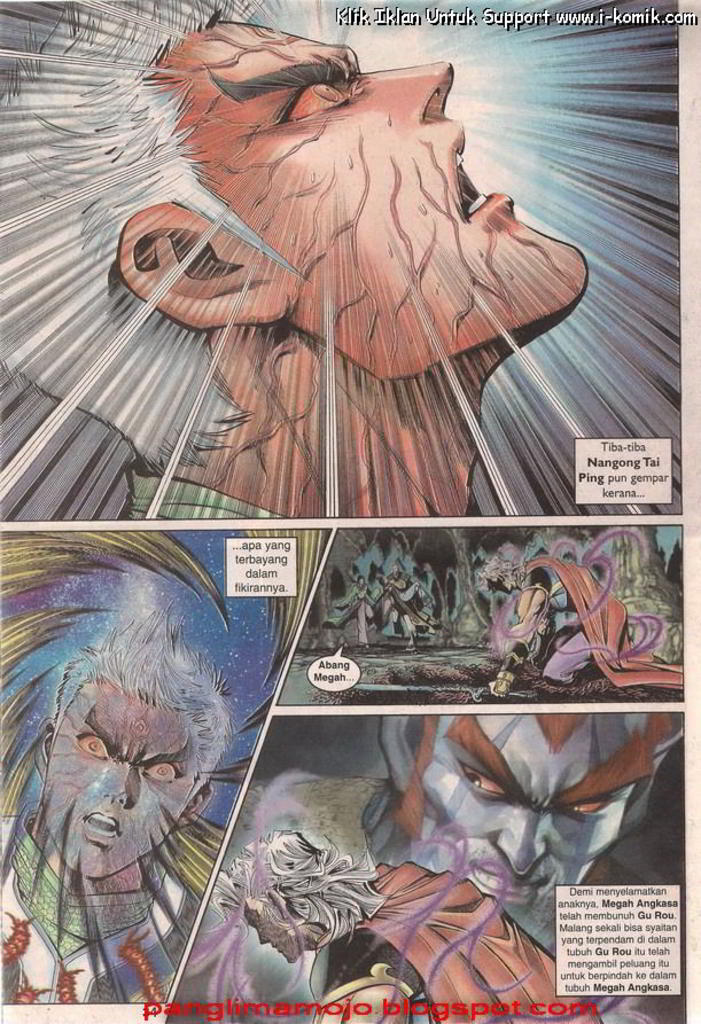 Klik Iklan Untuk Support www.i-komik.com
Tiba-tiba
Nangong Tai
Ping pun gempar
kerana...
...apa yang
terbayang
dalam
fikirannya.
Abang
Megah...
Demi menyelamatkan
anaknya, Megah Angkasa
telah membunuh Gu Rou.
Malang sekali bisa syaitan
yang terpendam di dalam
tubuh Gu Rou itu telah
mengambil peluang itu
untuk berpindah ke dalam
tubuh Megah Angkasa.
panglimamojo.blogspot.com